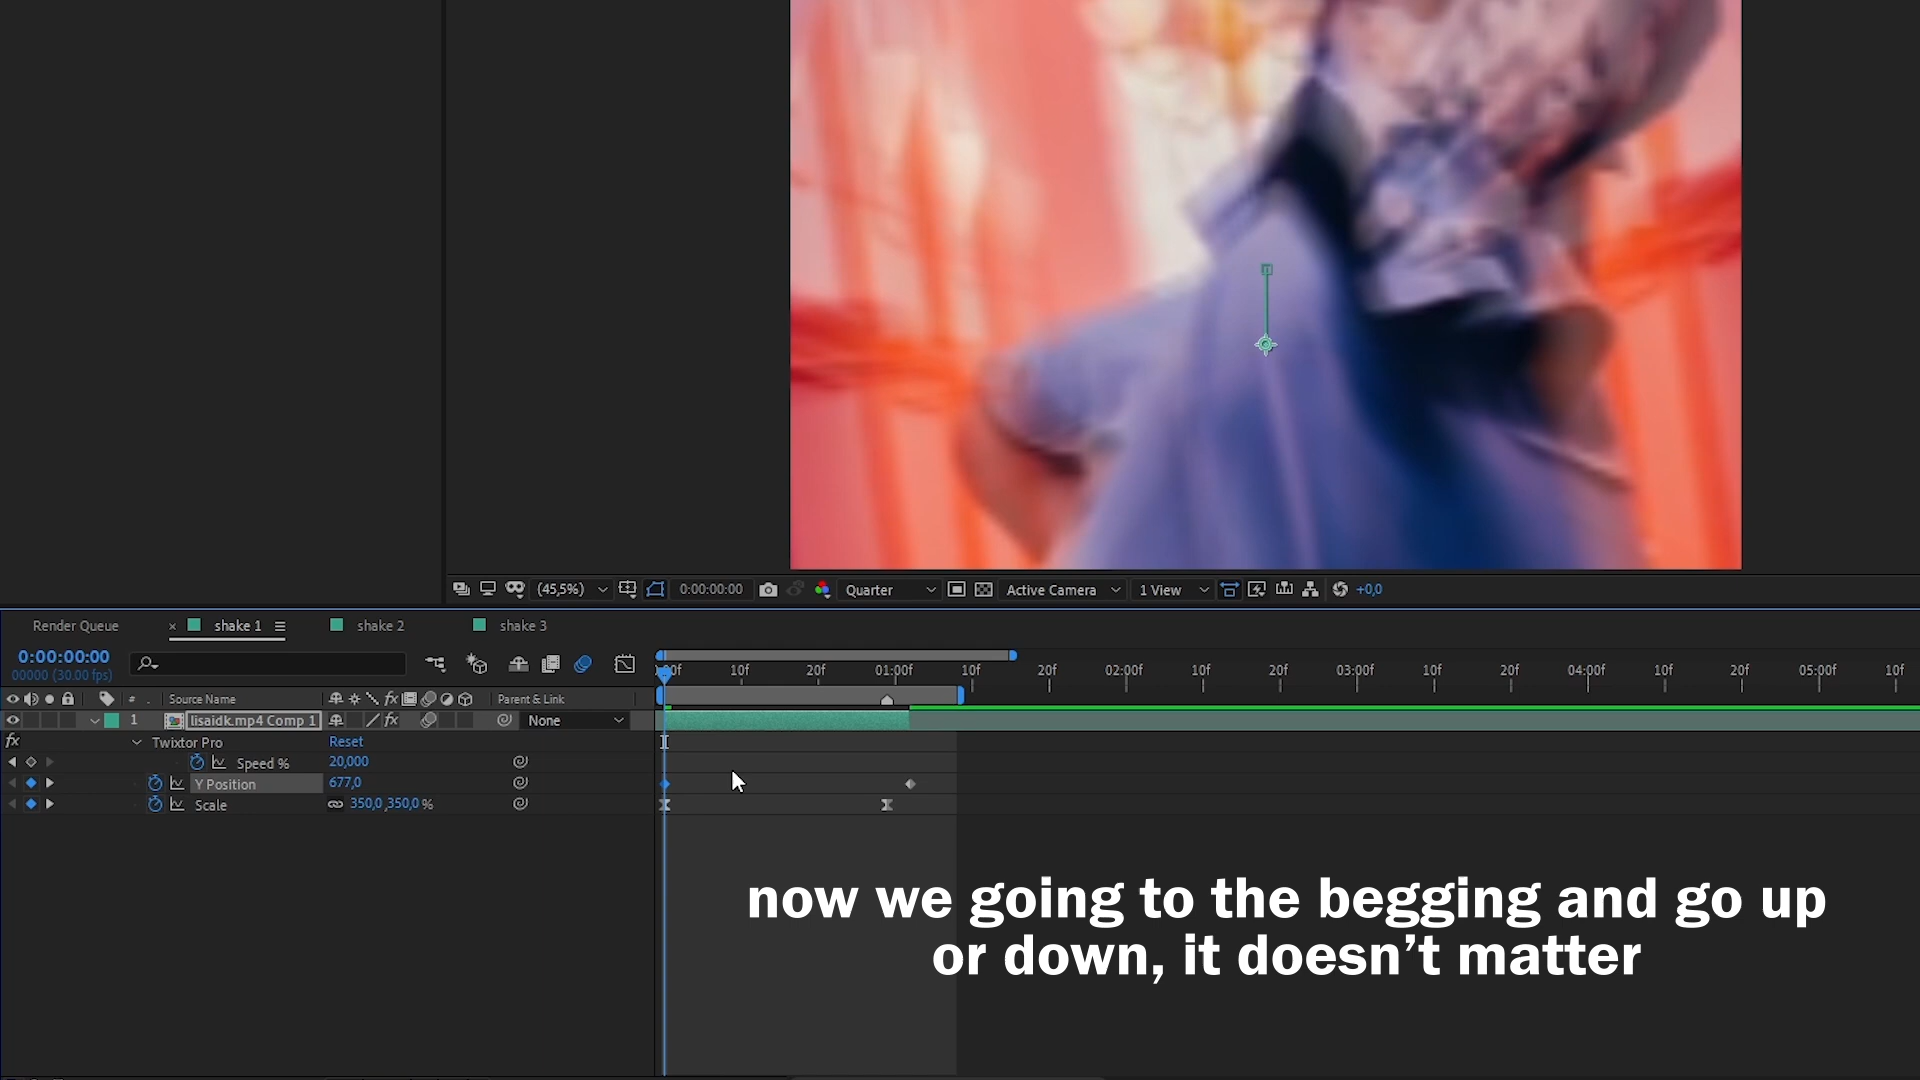 (45,5%) 0:00:00:00 Quarter Active Camera 1 View +0,0
Render Queue × shake 1 shake 2 shake 3
0:00:00:00
00000 (30.00 fps)
10f 20f 01:00f 10f 20f 02:00f 10f 20f 03:00f 10f 20f 04:00f 10f 20f 05:00f 10f
# Source Name fx Parent & Link
1 lisaidk.mp4 Comp 1 fx None
fx Twixtor Pro Reset
Speed % 20,000
Y Position 677,0
Scale 350,0,350,0%
now we going to the begging and go up
or down, it doesn’t matter